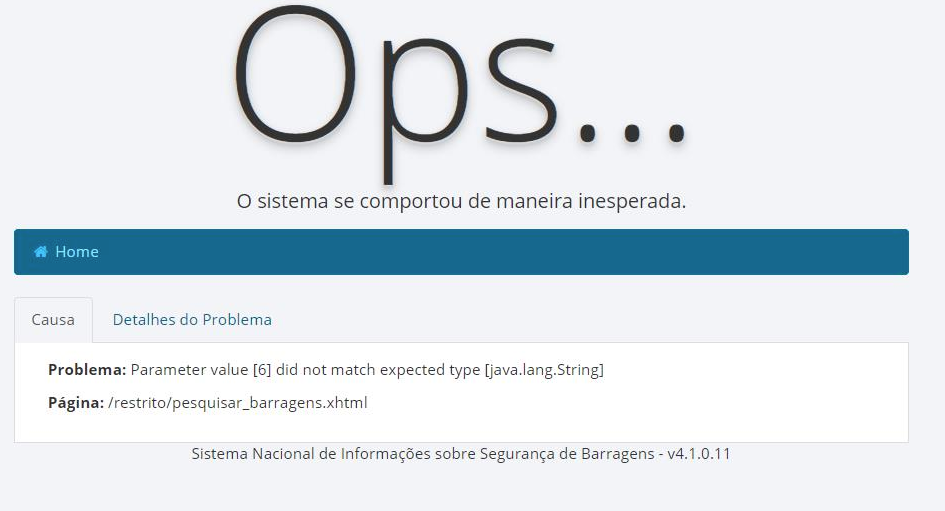 Ops...
O sistema se comportou de maneira inesperada.
Home
Causa Detalhes do Problema
Problema: Parameter value [6] did not match expected type [java.lang.String]
Página: /restrito/pesquisar_barragens.xhtml
Sistema Nacional de Informações sobre Segurança de Barragens - v4.1.0.11